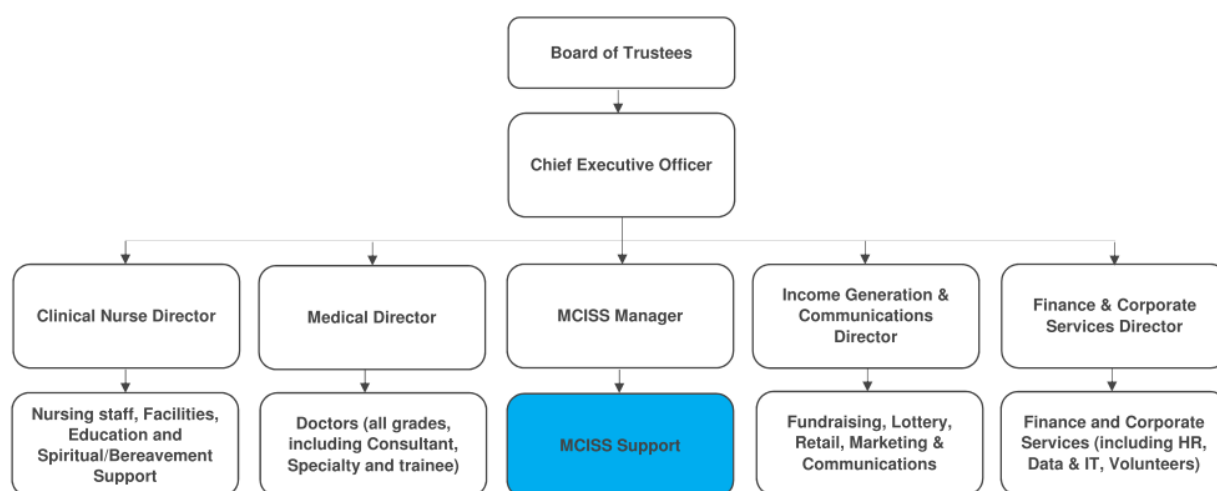 Board of Trustees
Chief Executive Officer
Clinical Nurse Director
Medical Director
MCISS Manager
Income Generation &
Communications
Director
Finance & Corporate
Services Director
Nursing staff, Facilities,
Education and
Spiritual/Bereavement
Support
Doctors (all grades,
including Consultant,
Specialty and trainee)
MCISS Support
Fundraising, Lottery,
Retail, Marketing &
Communications
Finance and Corporate
Services (including HR,
Data & IT, Volunteers)